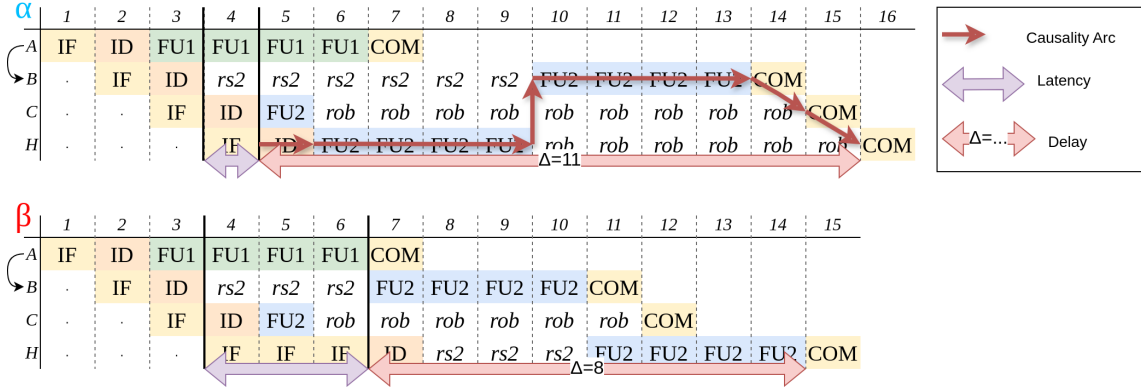 α 1 2 3 4 5 6 7 8 9 10 11 12 13 14 15 16
A IF ID FU1 FU1 FU1 FU1 COM
B . IF ID rs2 rs2 rs2 rs2 rs2 rs2 FU2 FU2 FU2 FU2 COM
C . . IF ID FU2 rob rob rob rob rob rob rob rob rob COM
H . . . IF ID FU2 FU2 FU2 FU2 rob rob rob rob rob rob COM
Δ=11
Causality Arc
Latency
Δ=... Delay
β 1 2 3 4 5 6 7 8 9 10 11 12 13 14 15
A IF ID FU1 FU1 FU1 FU1 COM
B . IF ID rs2 rs2 rs2 FU2 FU2 FU2 FU2 COM
C . . IF ID FU2 rob rob rob rob rob rob COM
H . . . IF IF IF ID rs2 rs2 rs2 FU2 FU2 FU2 FU2 COM
Δ=8